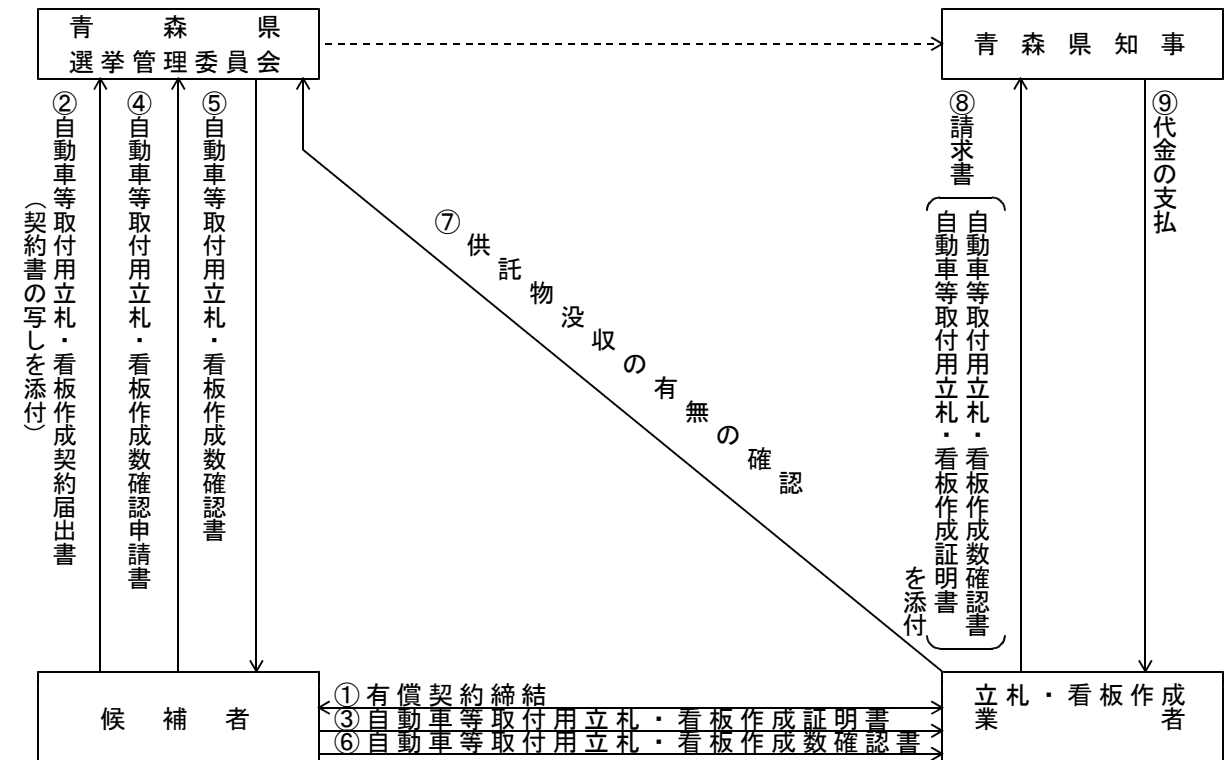 青森県
選挙管理委員会
青森県知事
②自動車等取付用立札・看板作成契約届出書
（契約書の写しを添付）
④自動車等取付用立札・看板作成数確認申請書
⑤自動車等取付用立札・看板作成数確認書
⑦供託物没収の有無の確認
⑧請求書
自動車等取付用立札・看板作成数確認書
自動車等取付用立札・看板作成証明書
を添付
⑨代金の支払
候補者
①有償契約締結
③自動車等取付用立札・看板作成証明書
⑥自動車等取付用立札・看板作成数確認書
立札・看板作成
業者